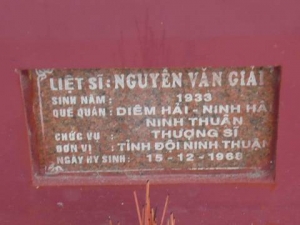 LIỆT SĨ : NGUYỄN VĂN GIAI
SINH NĂM : 1933
QUÊ QUÁN : DIÊM HẢI - NINH HẢI
NINH THUẬN
CHỨC VỤ : THƯỢNG SĨ
ĐƠN VỊ : TỈNH ĐỘI NINH THUẬN
NGÀY HY SINH : 15 - 12 - 1968